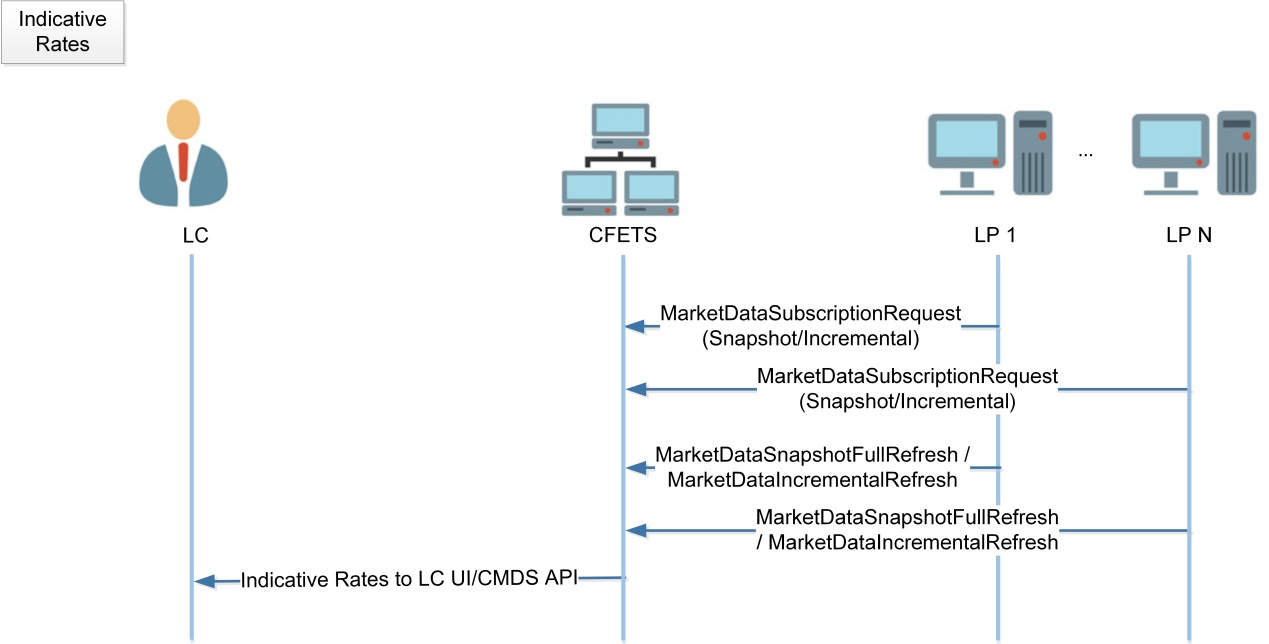 Indicative
Rates
...
LC
CFETS
LP 1
LP N
MarketDataSubscriptionRequest
(Snapshot/Incremental)
MarketDataSubscriptionRequest
(Snapshot/Incremental)
MarketDataSnapshotFullRefresh /
MarketDataIncrementalRefresh
MarketDataSnapshotFullRefresh
/ MarketDataIncrementalRefresh
Indicative Rates to LC UI/CMDS API